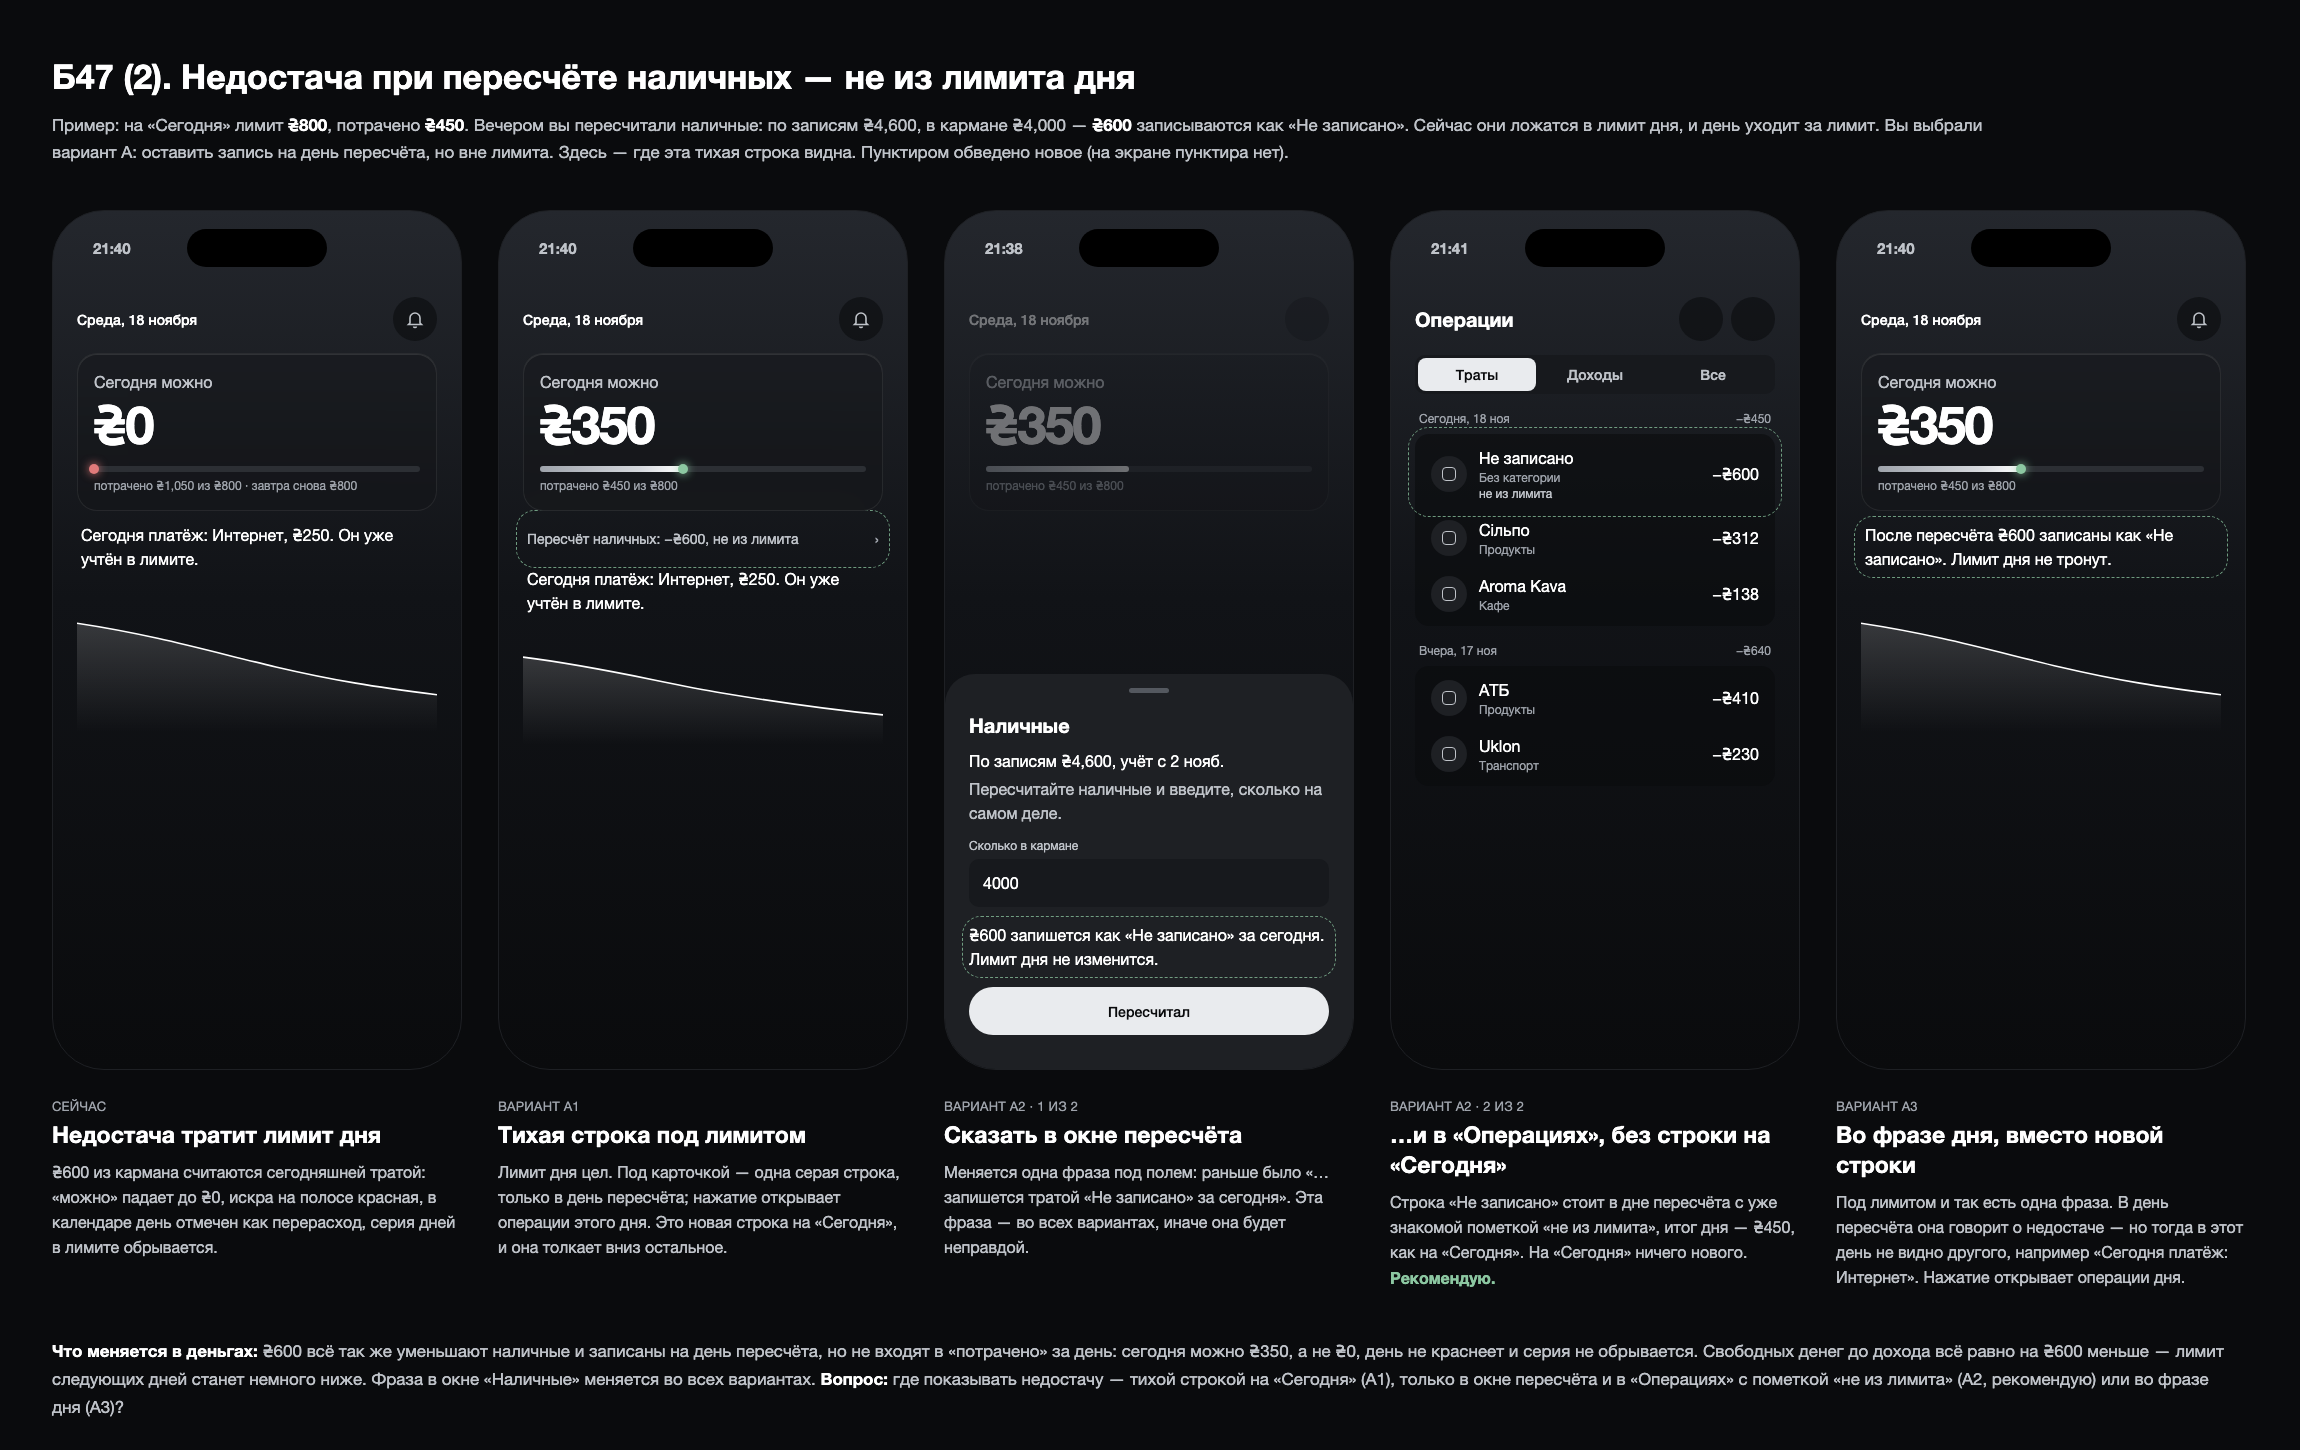 Б47 (2). Недостача при пересчёте наличных — не из лимита дня
Пример: на «Сегодня» лимит ₴800, потрачено ₴450. Вечером вы пересчитали наличные: по записям ₴4,600, в кармане ₴4,000 — ₴600 записываются как «Не записано». Сейчас они ложатся в лимит дня, и день уходит за лимит. Вы выбрали
вариант А: оставить запись на день пересчёта, но вне лимита. Здесь — где эта тихая строка видна. Пунктиром обведено новое (на экране пунктира нет).
21:40
Среда, 18 ноября
Сегодня можно
₴0
потрачено ₴1,050 из ₴800 · завтра снова ₴800
Сегодня платёж: Интернет, ₴250. Он уже
учтён в лимите.
СЕЙЧАС
Недостача тратит лимит дня
₴600 из кармана считаются сегодняшней тратой:
«можно» падает до ₴0, искра на полосе красная, в
календаре день отмечен как перерасход, серия дней
в лимите обрывается.
21:40
Среда, 18 ноября
Сегодня можно
₴350
потрачено ₴450 из ₴800
Пересчёт наличных: −₴600, не из лимита ›
Сегодня платёж: Интернет, ₴250. Он уже
учтён в лимите.
ВАРИАНТ А1
Тихая строка под лимитом
Лимит дня цел. Под карточкой — одна серая строка,
только в день пересчёта; нажатие открывает
операции этого дня. Это новая строка на «Сегодня»,
и она толкает вниз остальное.
21:38
Среда, 18 ноября
Сегодня можно
₴350
потрачено ₴450 из ₴800
Наличные
По записям ₴4,600, учёт с 2 нояб.
Пересчитайте наличные и введите, сколько на
самом деле.
Сколько в кармане
4000
₴600 запишется как «Не записано» за сегодня.
Лимит дня не изменится.
Пересчитал
ВАРИАНТ А2 · 1 ИЗ 2
Сказать в окне пересчёта
Меняется одна фраза под полем: раньше было «…
запишется тратой «Не записано» за сегодня». Эта
фраза — во всех вариантах, иначе она будет
неправдой.
21:41
Операции
Траты Доходы Все
Сегодня, 18 ноя −₴450
Не записано
Без категории
не из лимита
−₴600
Сільпо
Продукты
−₴312
Aroma Kava
Кафе
−₴138
Вчера, 17 ноя −₴640
АТБ
Продукты
−₴410
Uklon
Транспорт
−₴230
ВАРИАНТ А2 · 2 ИЗ 2
…и в «Операциях», без строки на
«Сегодня»
Строка «Не записано» стоит в дне пересчёта с уже
знакомой пометкой «не из лимита», итог дня — ₴450,
как на «Сегодня». На «Сегодня» ничего нового.
Рекомендую.
21:40
Среда, 18 ноября
Сегодня можно
₴350
потрачено ₴450 из ₴800
После пересчёта ₴600 записаны как «Не
записано». Лимит дня не тронут.
ВАРИАНТ А3
Во фразе дня, вместо новой
строки
Под лимитом и так есть одна фраза. В день
пересчёта она говорит о недостаче — но тогда в этот
день не видно другого, например «Сегодня платёж:
Интернет». Нажатие открывает операции дня.
Что меняется в деньгах: ₴600 всё так же уменьшают наличные и записаны на день пересчёта, но не входят в «потрачено» за день: сегодня можно ₴350, а не ₴0, день не краснеет и серия не обрывается. Свободных денег до дохода всё равно на ₴600 меньше — лимит
следующих дней станет немного ниже. Фраза в окне «Наличные» меняется во всех вариантах. Вопрос: где показывать недостачу — тихой строкой на «Сегодня» (А1), только в окне пересчёта и в «Операциях» с пометкой «не из лимита» (А2, рекомендую) или во фразе
дня (А3)?